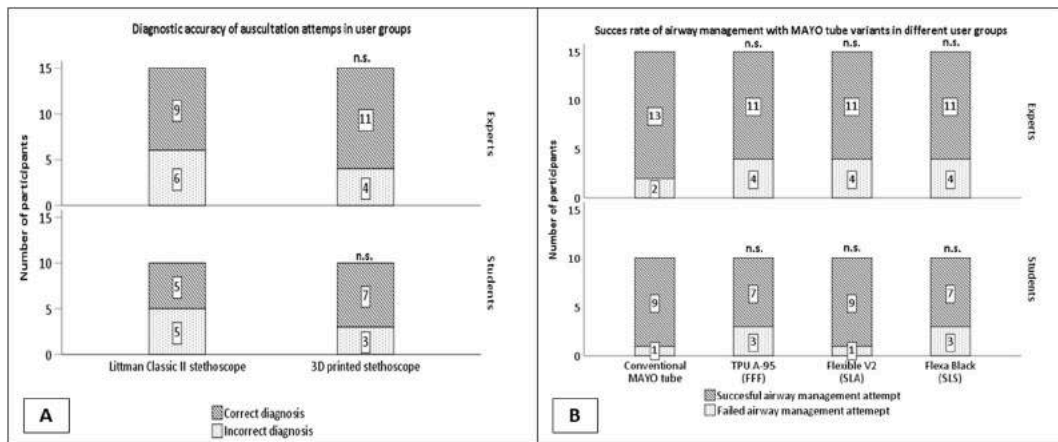 Diagnostic accuracy of auscultation attemps in user groups
n.s.
15
10
5
0
9
6
11
4
Experts
Number of participants
n.s.
15
10
5
0
5
5
7
3
Students
Littman Classic II stethoscope
3D printed stethoscope
Correct diagnosis
Incorrect diagnosis
A
Succes rate of airway management with MAYO tube variants in different user groups
n.s.
n.s.
n.s.
15
10
5
0
13
2
11
4
11
4
11
4
Experts
Number of participants
n.s.
n.s.
n.s.
15
10
5
0
9
1
7
3
9
1
7
3
Students
Conventional
MAYO tube
TPU A-95
(FFF)
Flexible V2
(SLA)
Flexa Black
(SLS)
Succesful airway management attempt
Failed airway management attemept
B